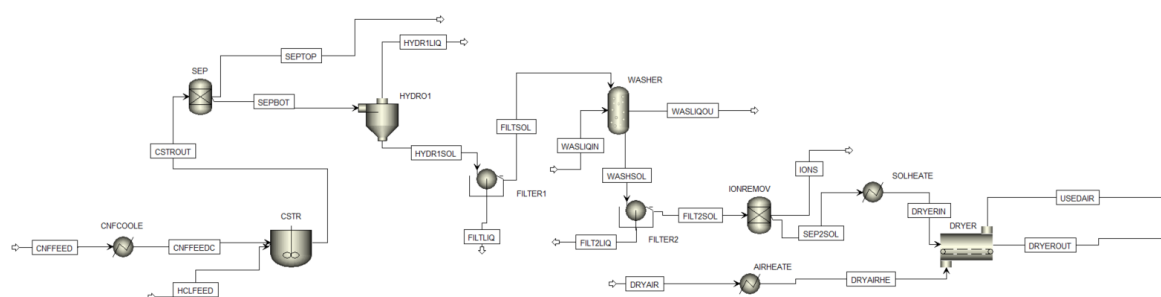 SEPTOP
HYDR1LIQ
SEP
WASHER
HYDRO1
SEPBOT
FILTSOL
WASLIQOU
WASLIQIN
CSTROUT
HYDR1SOL
IONS
SOLHEATE
WASHSOL
FILTER1
IONREMOV
CNFCOOLE
CSTR
DRYERIN
USEDAIR
FILT2SOL
DRYER
SEP2SOL
FILTLIQ
FILT2LIQ
FILTER2
DRYEROUT
CNFFEED
CNFFEEDC
AIRHEATE
DRYAIR
DRYAIRHE
HCLFEED